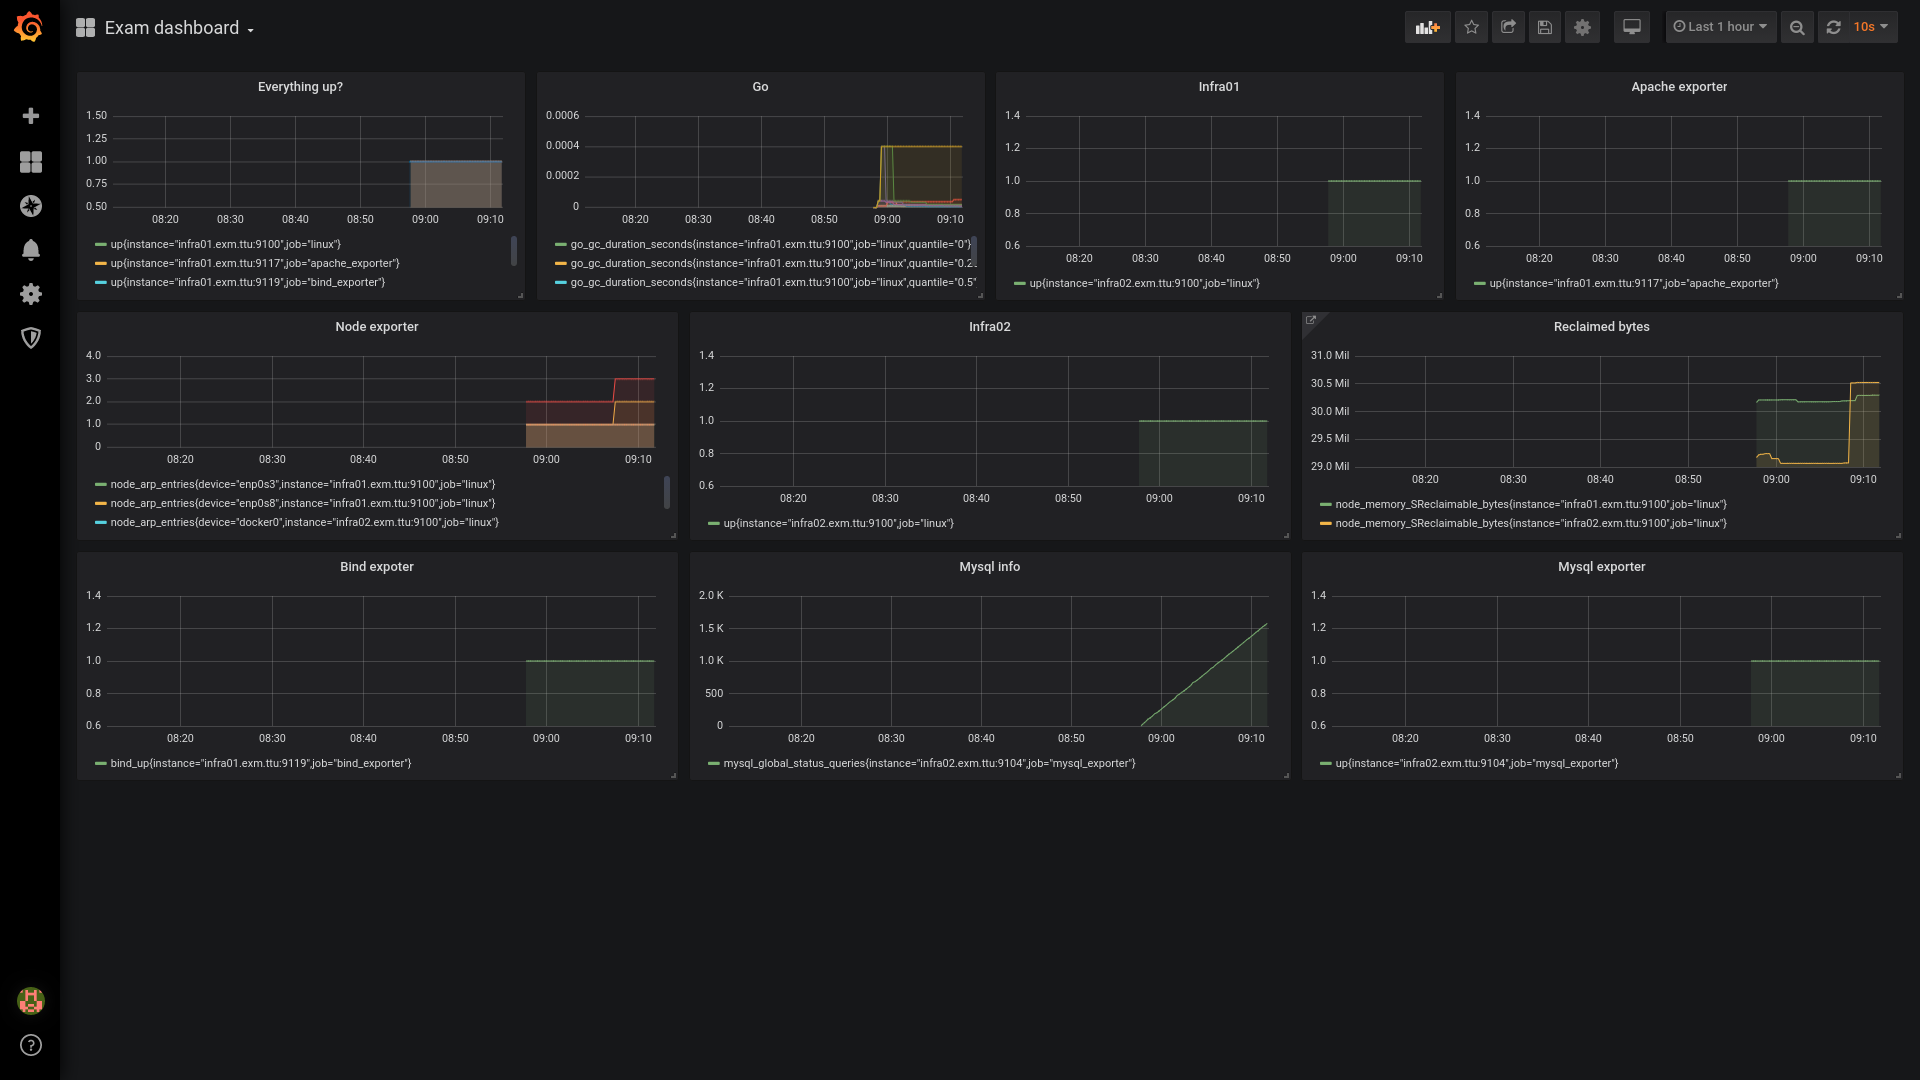 Exam dashboard
Last 1 hour
10s
Everything up?
1.50
1.25
1.00
0.75
0.50
08:20 08:30 08:40 08:50 09:00 09:10
up{instance="infra01.exm.ttu:9100",job="linux"}
up{instance="infra01.exm.ttu:9117",job="apache_exporter"}
up{instance="infra01.exm.ttu:9119",job="bind_exporter"}
Go
0.0006
0.0004
0.0002
0
08:20 08:30 08:40 08:50 09:00 09:10
go_gc_duration_seconds{instance="infra01.exm.ttu:9100",job="linux",quantile="0"}
go_gc_duration_seconds{instance="infra01.exm.ttu:9100",job="linux",quantile="0.2
go_gc_duration_seconds{instance="infra01.exm.ttu:9100",job="linux",quantile="0.5"
Infra01
1.4
1.2
1.0
0.8
0.6
08:20 08:30 08:40 08:50 09:00 09:10
up{instance="infra02.exm.ttu:9100",job="linux"}
Apache exporter
1.4
1.2
1.0
0.8
0.6
08:20 08:30 08:40 08:50 09:00 09:10
up{instance="infra01.exm.ttu:9117",job="apache_exporter"}
Node exporter
4.0
3.0
2.0
1.0
0
08:20 08:30 08:40 08:50 09:00 09:10
node_arp_entries{device="enp0s3",instance="infra01.exm.ttu:9100",job="linux"}
node_arp_entries{device="enp0s8",instance="infra01.exm.ttu:9100",job="linux"}
node_arp_entries{device="docker0",instance="infra02.exm.ttu:9100",job="linux"}
Infra02
1.4
1.2
1.0
0.8
0.6
08:20 08:30 08:40 08:50 09:00 09:10
up{instance="infra02.exm.ttu:9100",job="linux"}
Reclaimed bytes
31.0 Mil
30.5 Mil
30.0 Mil
29.5 Mil
29.0 Mil
08:20 08:30 08:40 08:50 09:00 09:10
node_memory_SReclaimable_bytes{instance="infra01.exm.ttu:9100",job="linux"}
node_memory_SReclaimable_bytes{instance="infra02.exm.ttu:9100",job="linux"}
Bind expoter
1.4
1.2
1.0
0.8
0.6
08:20 08:30 08:40 08:50 09:00 09:10
bind_up{instance="infra01.exm.ttu:9119",job="bind_exporter"}
Mysql info
2.0 K
1.5 K
1.0 K
500
0
08:20 08:30 08:40 08:50 09:00 09:10
mysql_global_status_queries{instance="infra02.exm.ttu:9104",job="mysql_exporter"}
Mysql exporter
1.4
1.2
1.0
0.8
0.6
08:20 08:30 08:40 08:50 09:00 09:10
up{instance="infra02.exm.ttu:9104",job="mysql_exporter"}